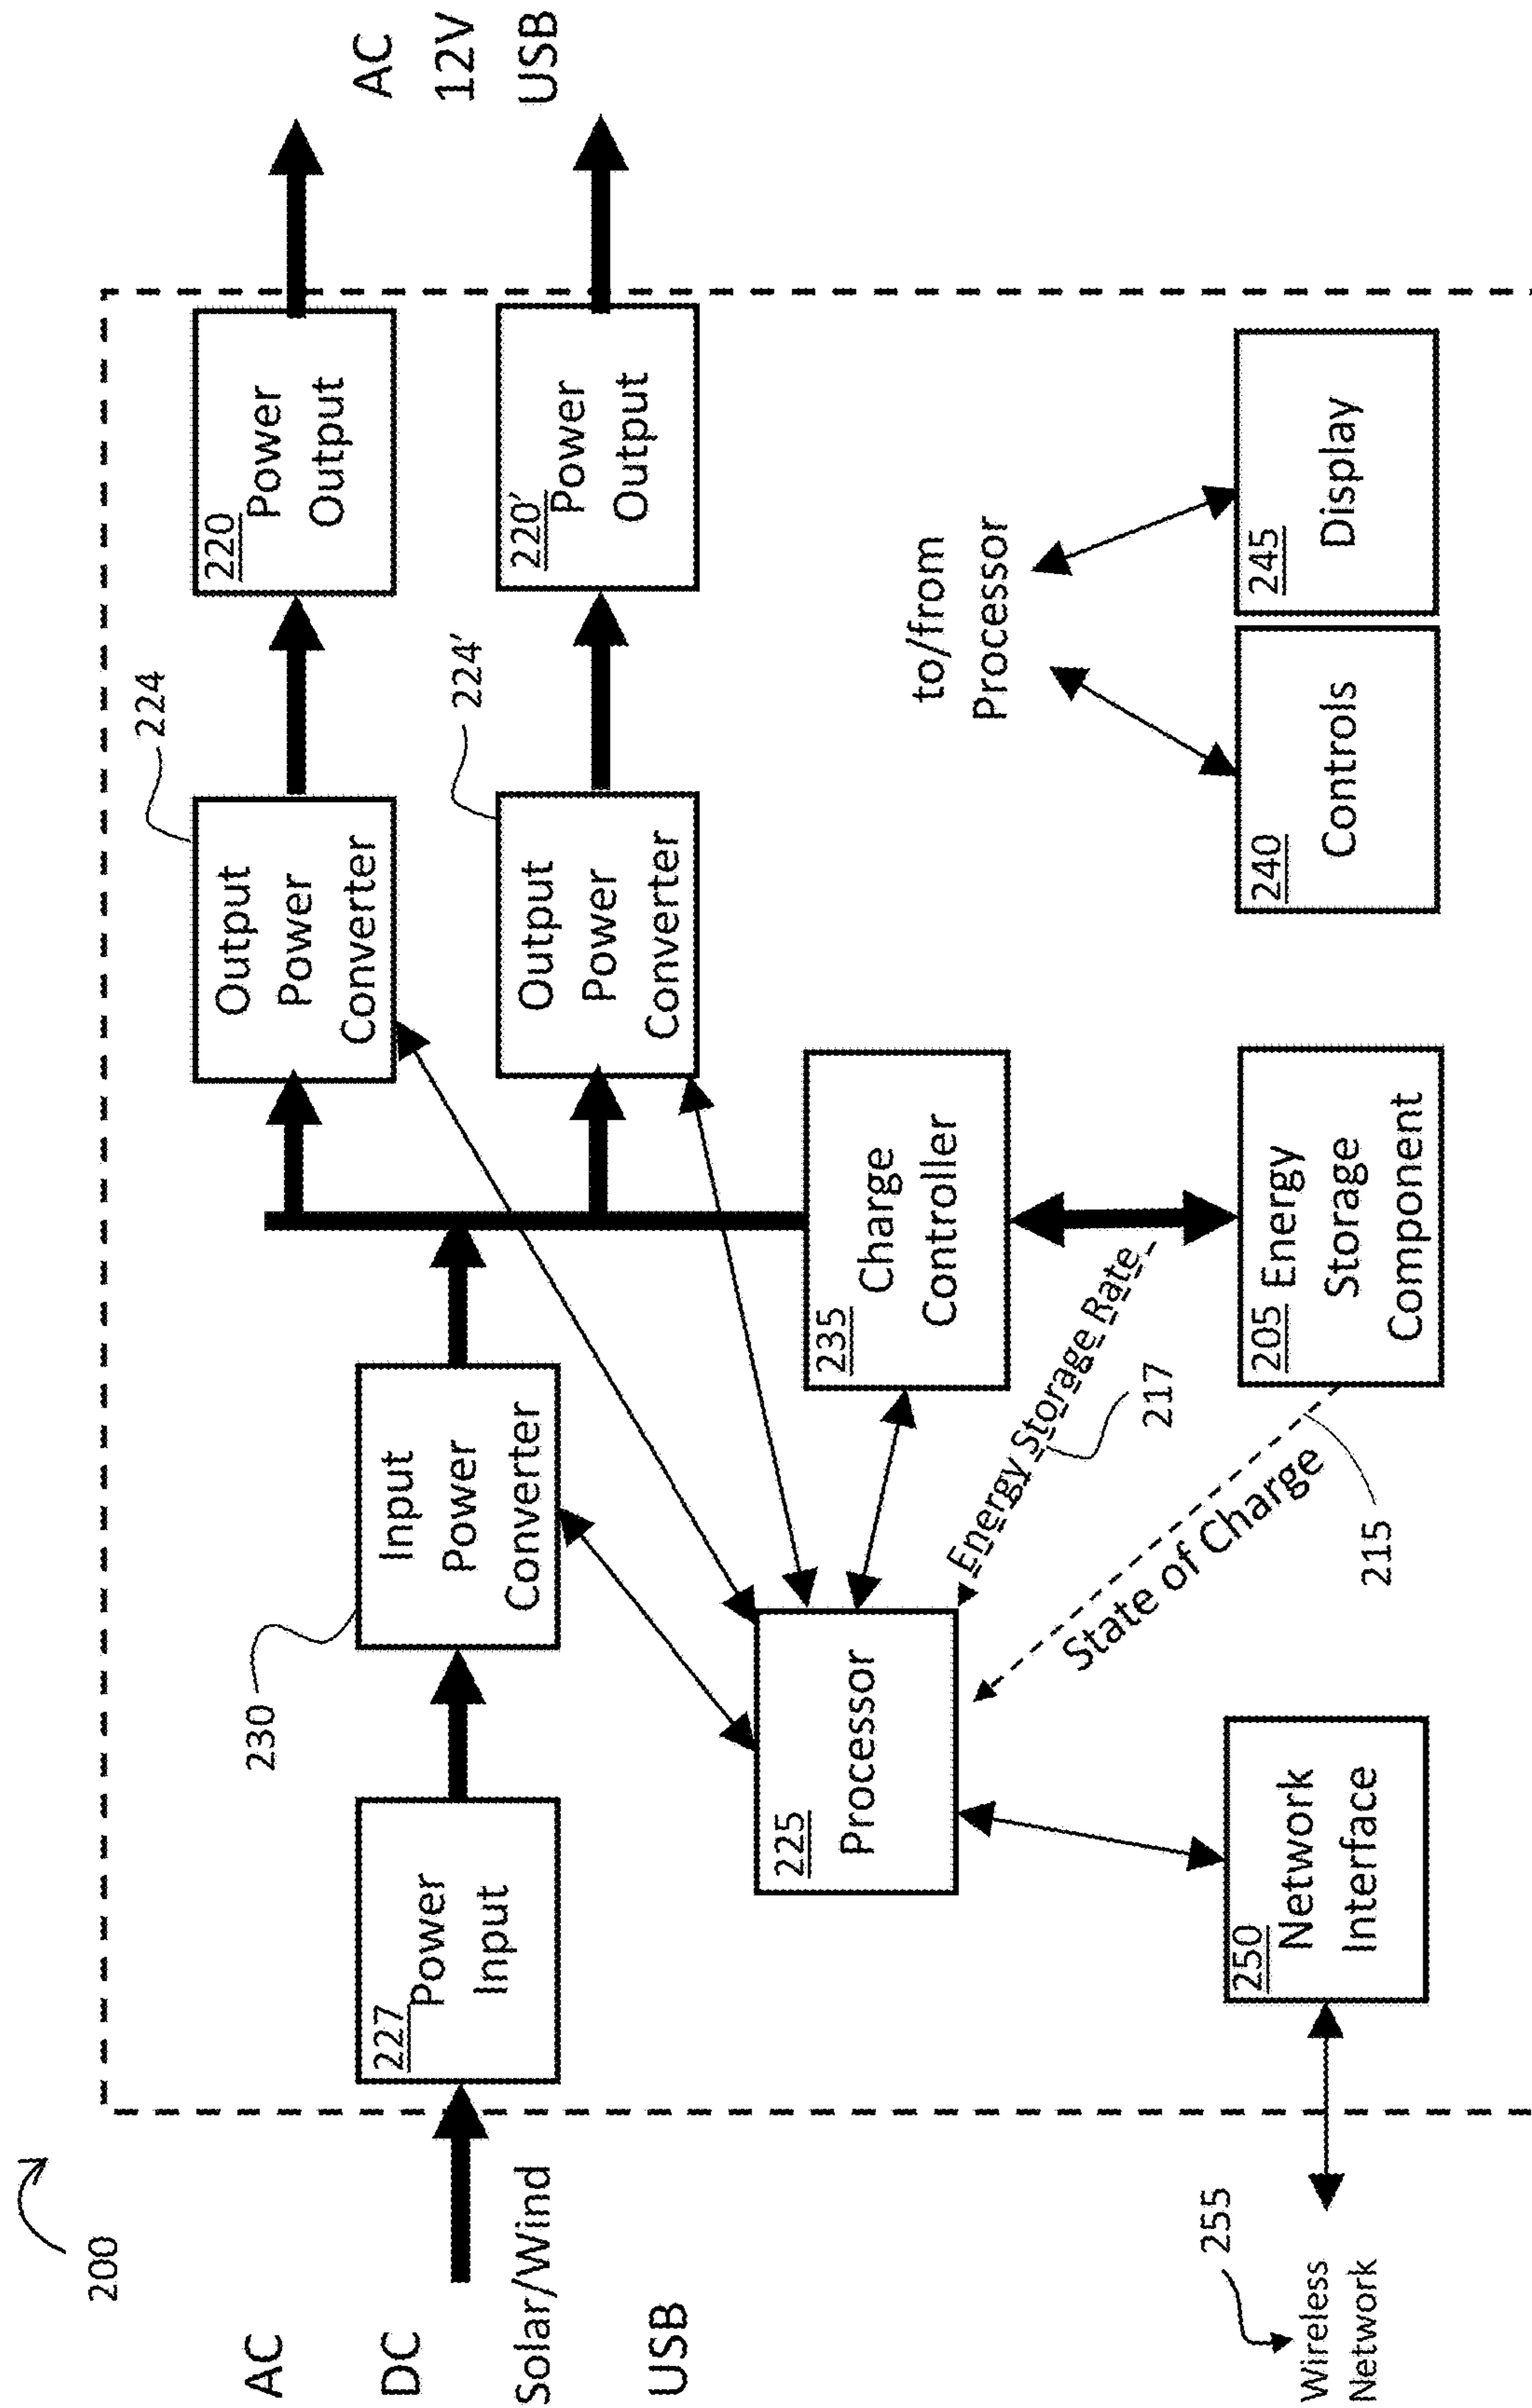 200
AC
DC
Solar/Wind
USB
227
Power
Input
230
Input
Power
Converter
224
Output
Power
Converter
220
Power
Output
224'
Output
Power
Converter
220'
Power
Output
AC
12V
USB
225
Processor
235
Charge
Controller
Energy Storage Rate
217
State of Charge
215
205 Energy
Storage
Component
to/from
Processor
240
Controls
245
Display
250
Network
Interface
255
Wireless
Network